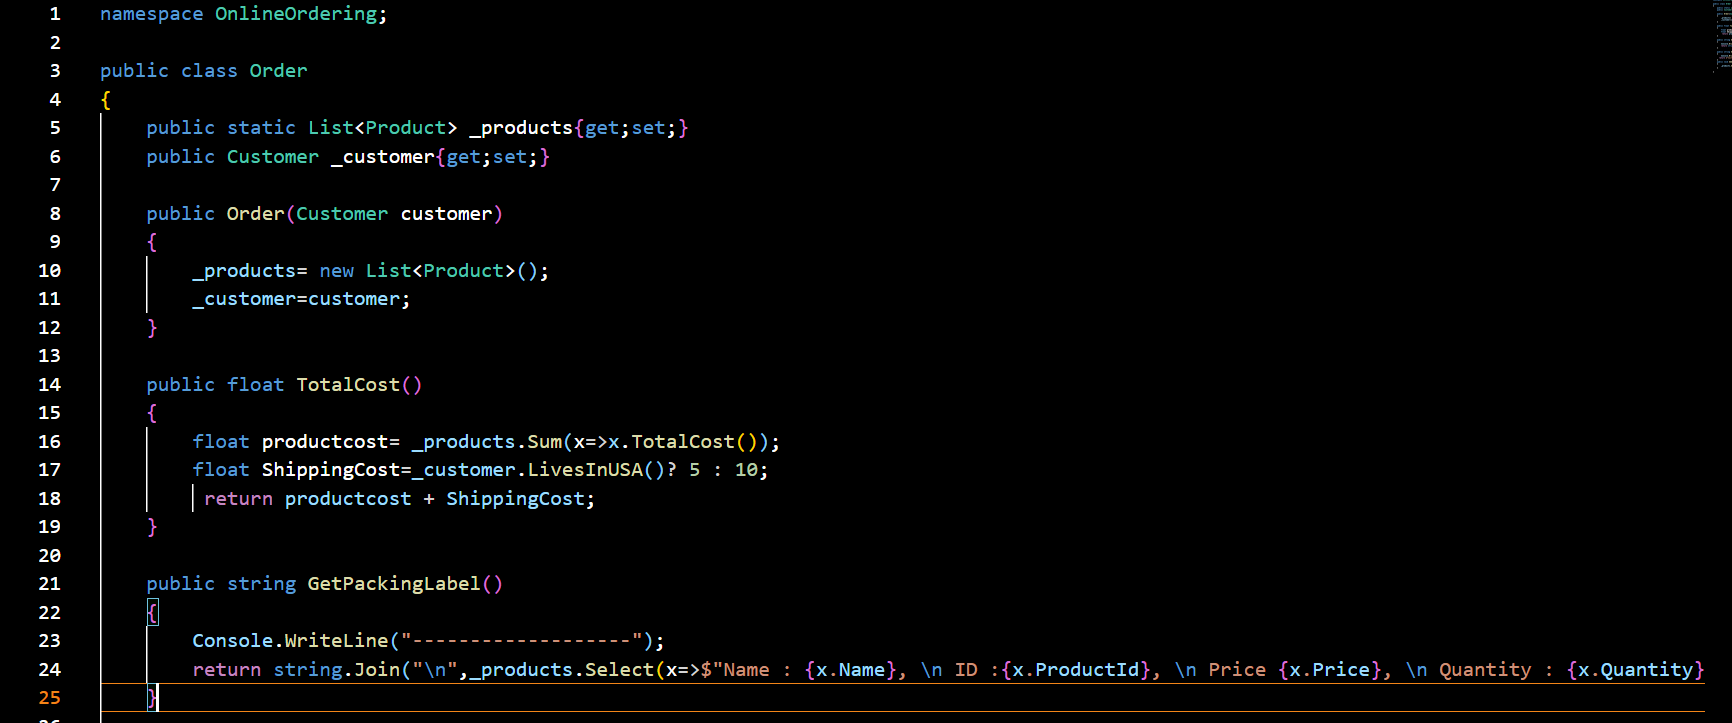 1 namespace OnlineOrdering;
2
3 public class Order
4 {
5 public static List<Product> _products{get;set;}
6 public Customer _customer{get;set;}
7
8 public Order(Customer customer)
9 {
10 _products= new List<Product>();
11 _customer=customer;
12 }
13
14 public float TotalCost()
15 {
16 float productcost= _products.Sum(x=>x.TotalCost());
17 float ShippingCost=_customer.LivesInUSA()? 5 : 10;
18 return productcost + ShippingCost;
19 }
20
21 public string GetPackingLabel()
22 {
23 Console.WriteLine("-------------------");
24 return string.Join("\n",_products.Select(x=>$"Name : {x.Name}, \n ID :{x.ProductId}, \n Price {x.Price}, \n Quantity : {x.Quantity}
25 }